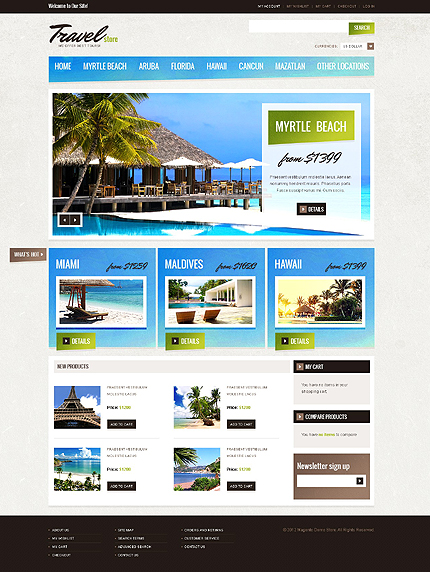 Welcome to Our Site!
MY ACCOUNT | MY WISHLIST | MY CART | CHECKOUT | LOG IN
Travel store
SEARCH
CURRENCIES: US DOLLAR
HOME MYRTLE BEACH ARUBA FLORIDA HAWAII CANCUN MAZATLAN OTHER LOCATIONS
MYRTLE BEACH
from $1399
Praesent vestibulum molestie lacus. Aenean
nonummy hendrerit mauris. Phasellus porta.
Fusce suscipit varius mi. Cum sociis.
DETAILS
WHAT'S HOT
MIAMI from $1259
DETAILS
MALDIVES from $1620
DETAILS
HAWAII from $1399
DETAILS
NEW PRODUCTS
PRAESENT VESTIBULUM
MOLESTIE LACUS
Price: $1200
ADD TO CART
PRAESENT VESTIBULUM
MOLESTIE LACUS
Price: $1200
ADD TO CART
PRAESENT VESTIBULUM
MOLESTIE LACUS
Price: $1200
ADD TO CART
PRAESENT VESTIBULUM
MOLESTIE LACUS
Price: $1200
ADD TO CART
MY CART
You have no items in your
shopping cart.
COMPARE PRODUCTS
You have no items to compare
Newsletter sign up
ABOUT US
MY WISHLIST
MY CART
CHECKOUT
SITE MAP
SEARCH TERMS
ADVANCED SEARCH
CONTACT US
ORDERS AND RETURNS
CUSTOMER SERVICE
CONTACT US
© 2012 Magento Demo Store. All Rights Reserved.